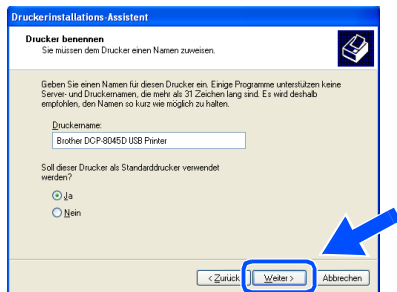 Druckerinstallations-Assistent
Drucker benennen
Sie müssen dem Drucker einen Namen zuweisen.
Geben Sie einen Namen für diesen Drucker ein. Einige Programme unterstützen keine
Server- und Druckernamen, die mehr als 31 Zeichen lang sind. Es wird deshalb
empfohlen, den Namen so kurz wie möglich zu halten.
Druckername:
Brother DCP-8045D USB Printer
Soll dieser Drucker als Standarddrucker verwendet
werden?
Ja
Nein
< Zurück Weiter > Abbrechen